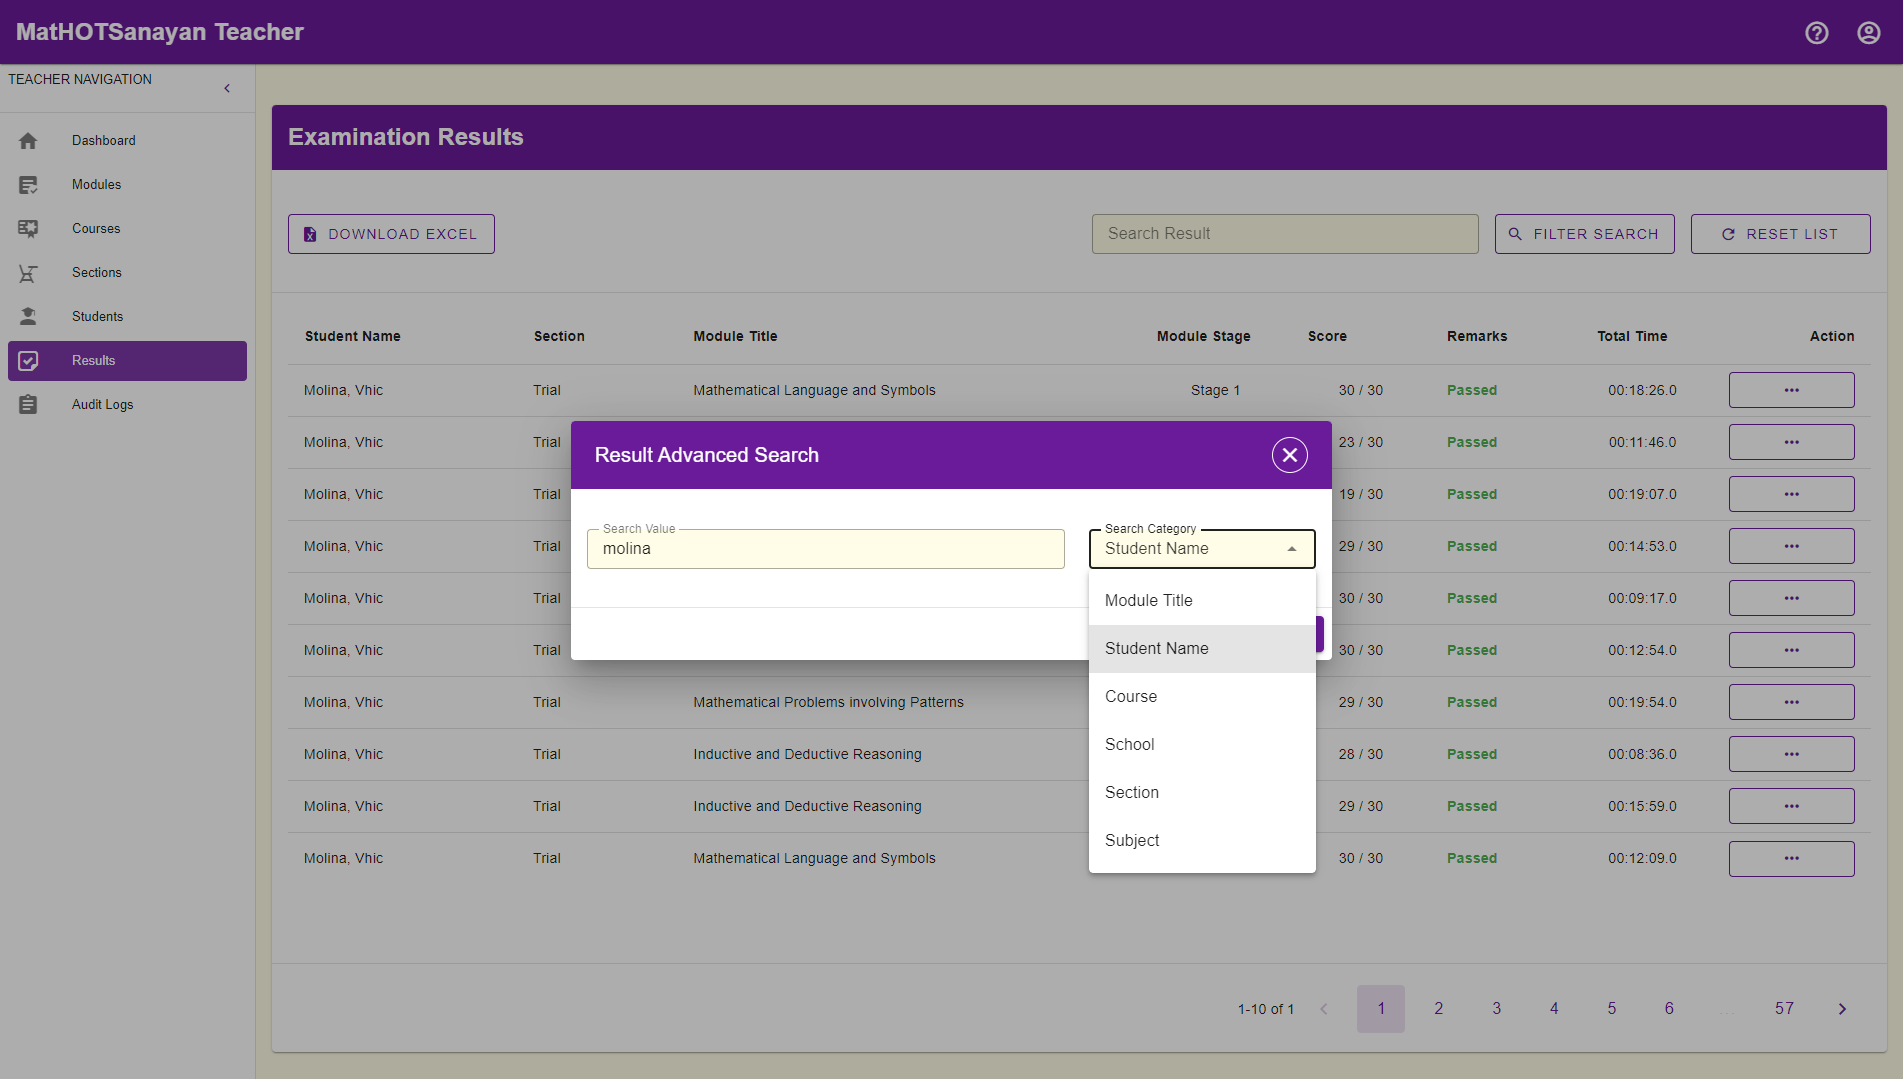 MatHOTSanayan Teacher
TEACHER NAVIGATION
Dashboard
Modules
Courses
Sections
Students
Results
Audit Logs
Examination Results
DOWNLOAD EXCEL
Search Result
FILTER SEARCH
RESET LIST
Student Name Section Module Title Module Stage Score Remarks Total Time Action
Molina, Vhic Trial Mathematical Language and Symbols Stage 1 30 / 30 Passed 00:18:26.0
Molina, Vhic Trial 23 / 30 Passed 00:11:46.0
Molina, Vhic Trial 19 / 30 Passed 00:19:07.0
Molina, Vhic Trial 29 / 30 Passed 00:14:53.0
Molina, Vhic Trial 30 / 30 Passed 00:09:17.0
Molina, Vhic Trial 30 / 30 Passed 00:12:54.0
Molina, Vhic Trial Mathematical Problems involving Patterns 29 / 30 Passed 00:19:54.0
Molina, Vhic Trial Inductive and Deductive Reasoning 28 / 30 Passed 00:08:36.0
Molina, Vhic Trial Inductive and Deductive Reasoning 29 / 30 Passed 00:15:59.0
Molina, Vhic Trial Mathematical Language and Symbols 30 / 30 Passed 00:12:09.0
Result Advanced Search
Search Value
molina
Search Category
Student Name
Module Title
Student Name
Course
School
Section
Subject
1-10 of 1
1 2 3 4 5 6 ... 57